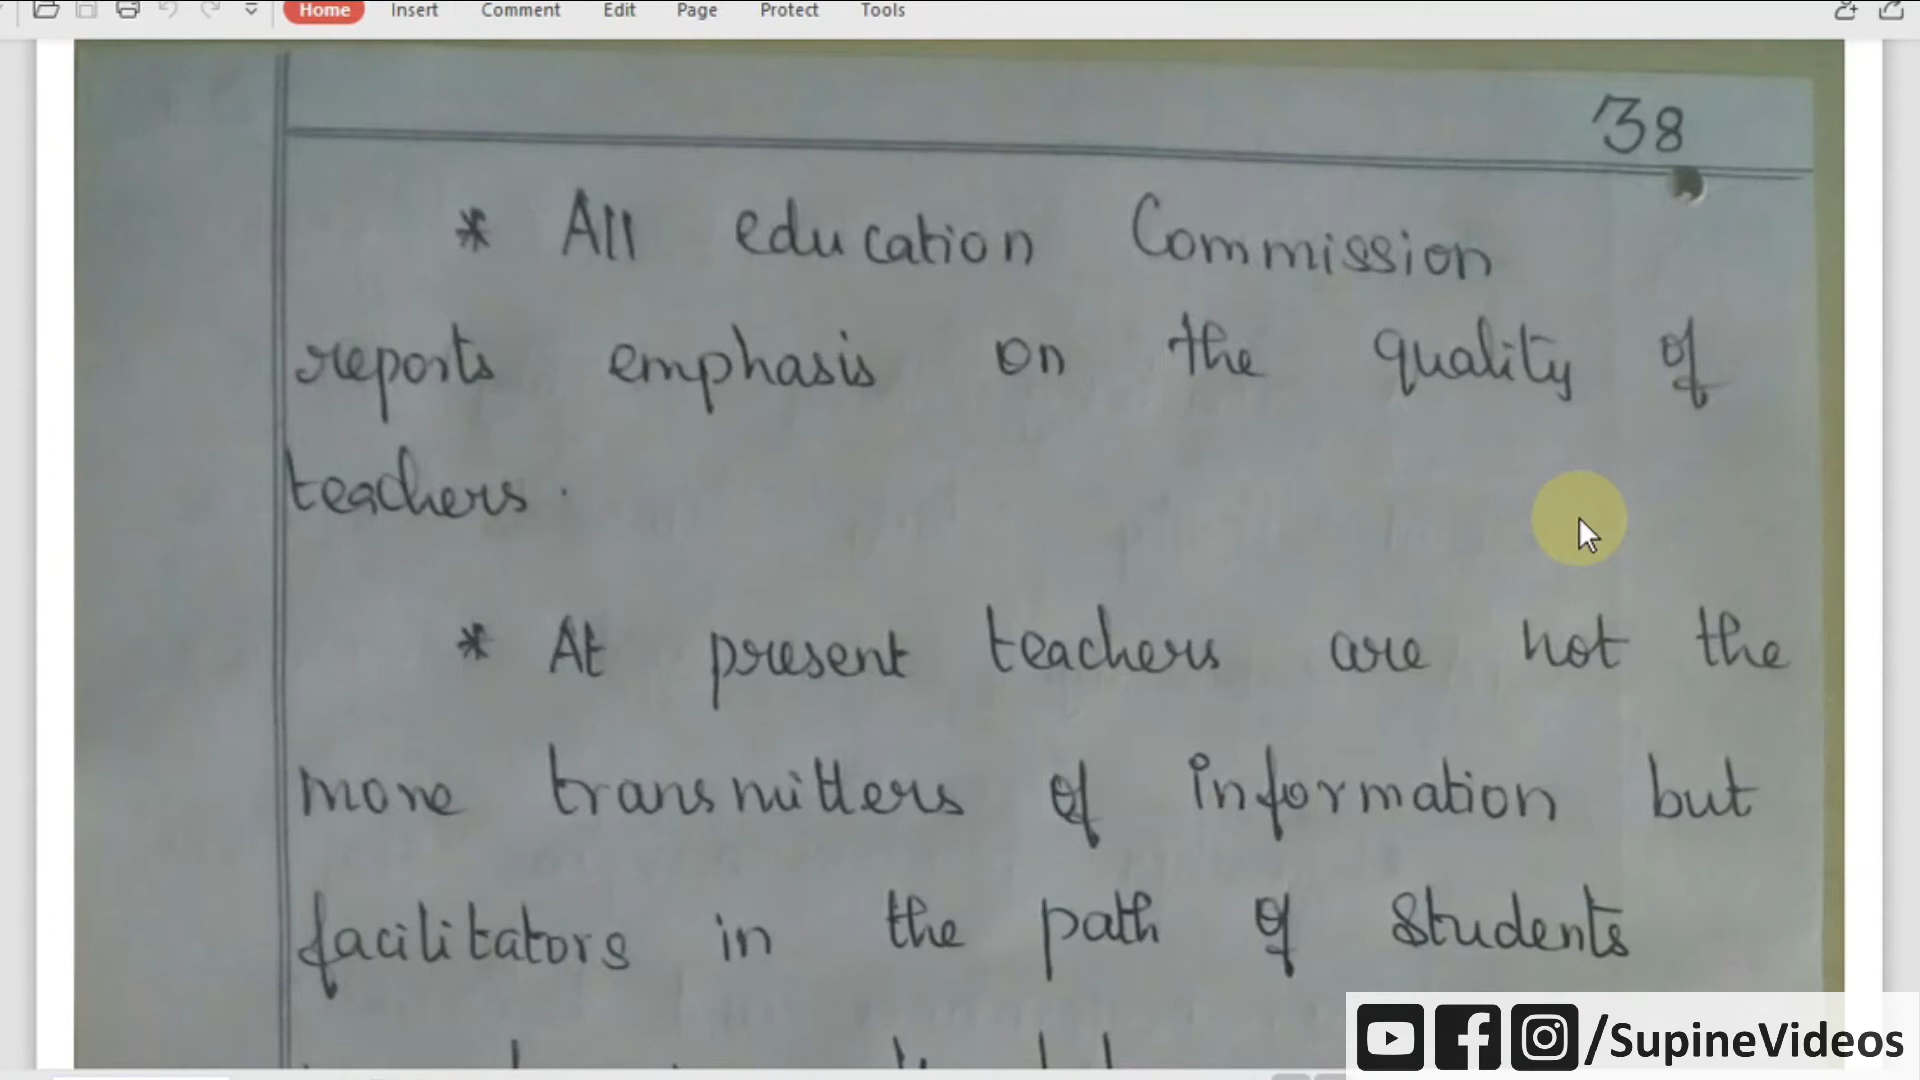 Home Insert Comment Edit Page Protect Tools
38
* All education Commission
reports emphasis on the quality of
teachers.
* At present teachers are not the
more transmitters of information but
facilitators in the path of students
/SupineVideos